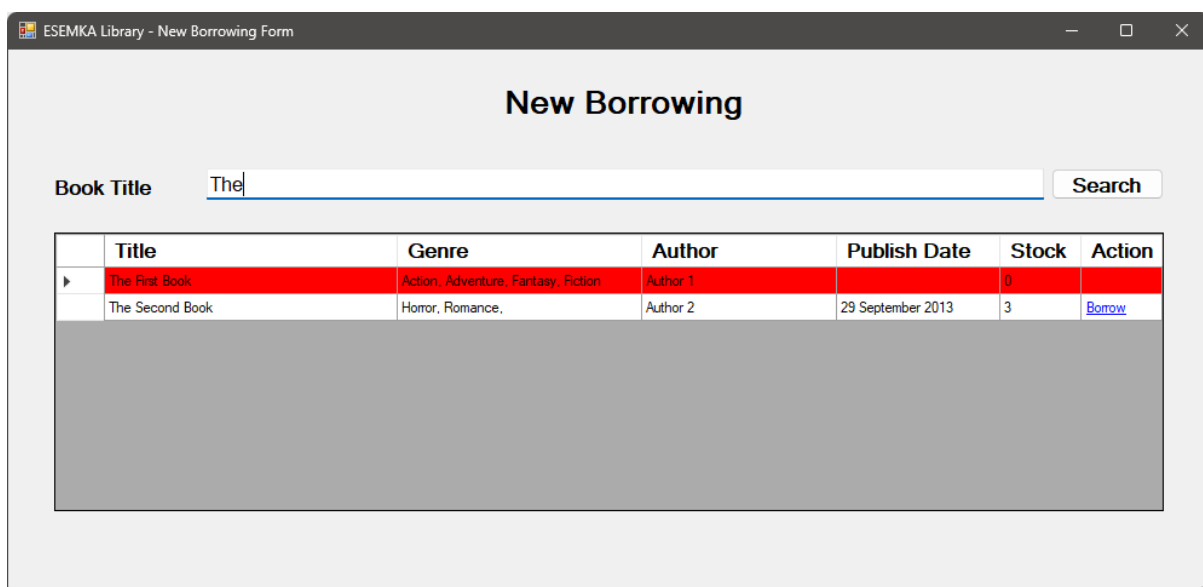 ESEMKA Library - New Borrowing Form
New Borrowing
Book Title The Search
Title Genre Author Publish Date Stock Action
The First Book Action, Adventure, Fantasy, Fiction Author 1 0
The Second Book Horror, Romance, Author 2 29 September 2013 3 Borrow